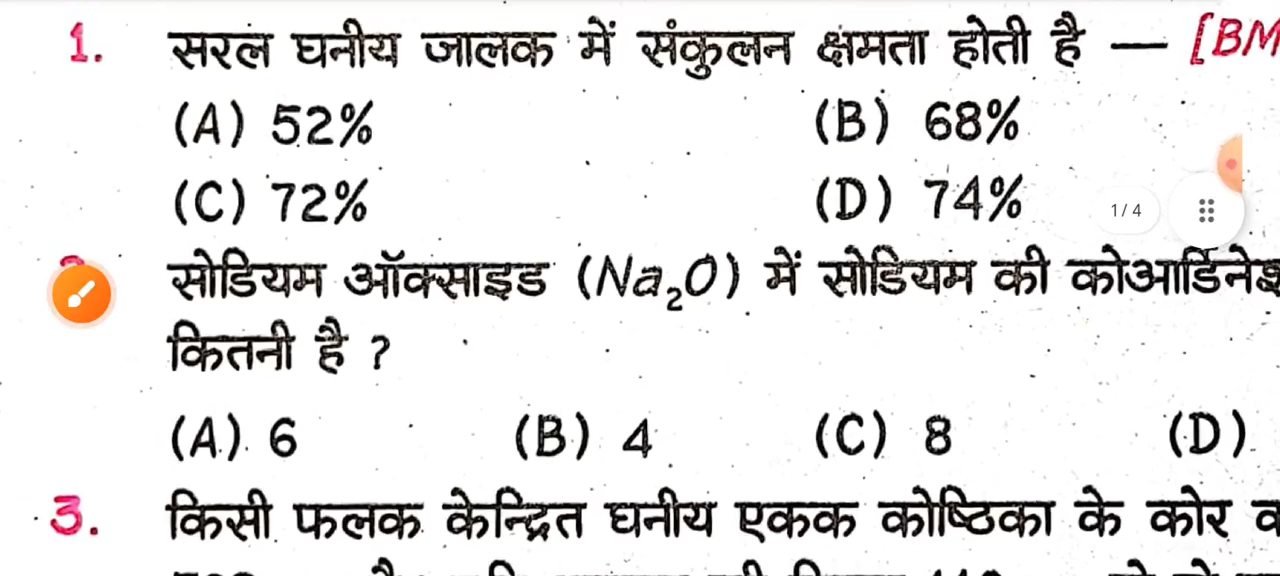 1. सरल घनीय जालक में संकुलन क्षमता होती है — [BM
(A) 52% (B) 68%
(C) 72% (D) 74%
1/4
सोडियम ऑक्साइड (Na₂O) में सोडियम की कोआर्डिनेश
कितनी है ?
(A) 6 (B) 4 (C) 8 (D)
3. किसी फलक केन्द्रित घनीय एकक कोष्ठिका के कोर